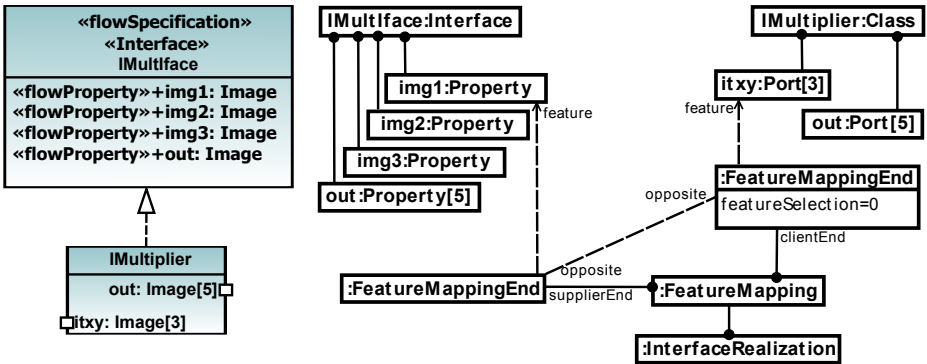 «flowSpecification»
«Interface»
IMultIface
«flowProperty»+img1: Image
«flowProperty»+img2: Image
«flowProperty»+img3: Image
«flowProperty»+out: Image
IMultiplier
out: Image[5]
itxy: Image[3]
IMultIface:Interface
img1:Property
img2:Property
img3:Property
out:Property[5]
feature
IMultiplier:Class
itxy:Port[3]
feature
out:Port[5]
:FeatureMappingEnd
featureSelection=0
opposite
clientEnd
opposite
:FeatureMappingEnd
supplierEnd
:FeatureMapping
:InterfaceRealization